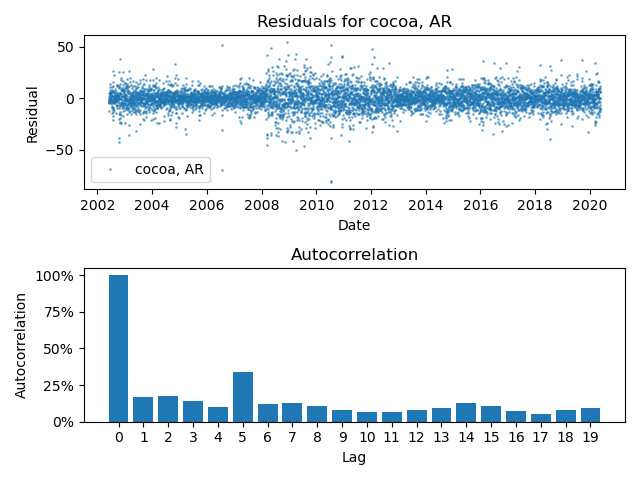 Residuals for cocoa, AR
50
0
−50
Residual
cocoa, AR
2002 2004 2006 2008 2010 2012 2014 2016 2018 2020
Date
Autocorrelation
100%
75%
50%
25%
0%
Autocorrelation
0 1 2 3 4 5 6 7 8 9 10 11 12 13 14 15 16 17 18 19
Lag